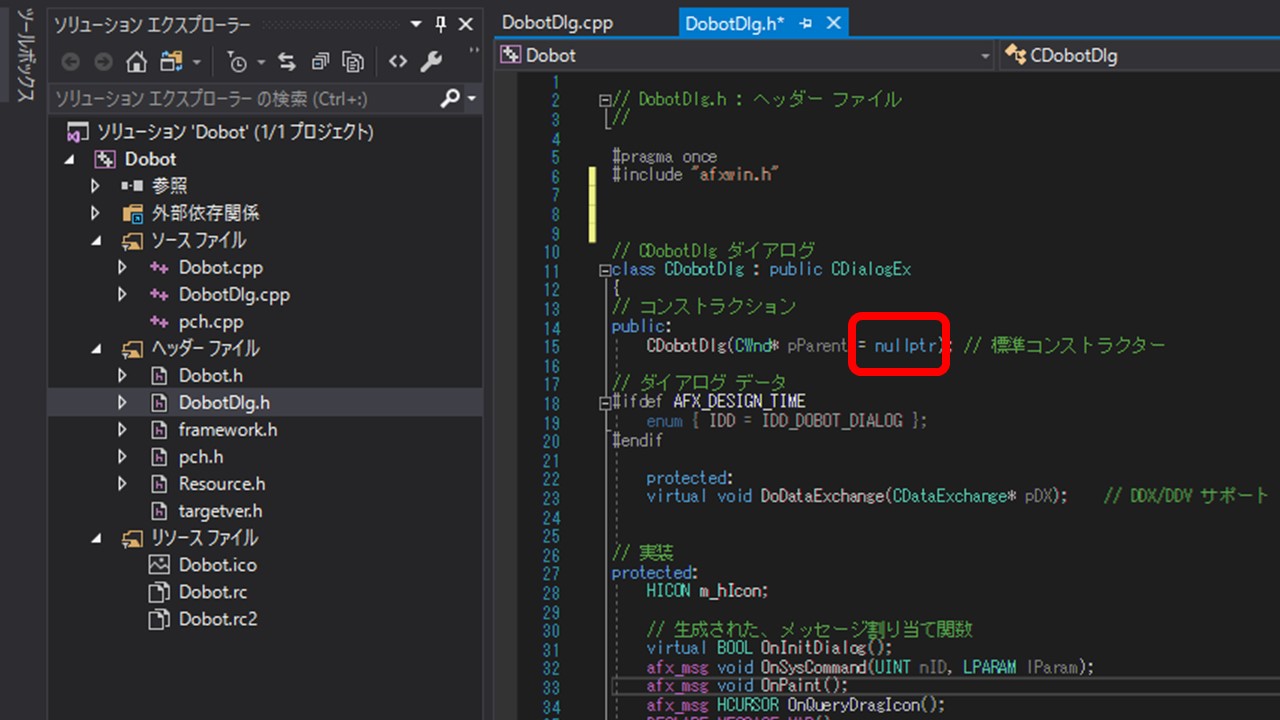 ツールボックス
ソリューション エクスプローラー
ソリューション エクスプローラー の検索 (Ctrl+:)
ソリューション 'Dobot' (1/1 プロジェクト)
Dobot
参照
外部依存関係
ソース ファイル
Dobot.cpp
DobotDlg.cpp
pch.cpp
ヘッダー ファイル
Dobot.h
DobotDlg.h
framework.h
pch.h
Resource.h
targetver.h
リソース ファイル
Dobot.ico
Dobot.rc
Dobot.rc2
DobotDlg.cpp DobotDlg.h*
Dobot CDobotDlg
1
2 // DobotDlg.h : ヘッダー ファイル
3 //
4
5 #pragma once
6 #include "afxwin.h"
7
8
9
10 // CDobotDlg ダイアログ
11 class CDobotDlg : public CDialogEx
12 {
13 // コンストラクション
14 public:
15 CDobotDlg(CWnd* pParent = nullptr); // 標準コンストラクター
16
17 // ダイアログ データ
18 #ifdef AFX_DESIGN_TIME
19 enum { IDD = IDD_DOBOT_DIALOG };
20 #endif
21
22 protected:
23 virtual void DoDataExchange(CDataExchange* pDX); // DDX/DDV サポート
24
25
26 // 実装
27 protected:
28 HICON m_hIcon;
29
30 // 生成された、メッセージ割り当て関数
31 virtual BOOL OnInitDialog();
32 afx_msg void OnSysCommand(UINT nID, LPARAM lParam);
33 afx_msg void OnPaint();
34 afx_msg HCURSOR OnQueryDragIcon();
DECLARE_MESSAGE_MAP()